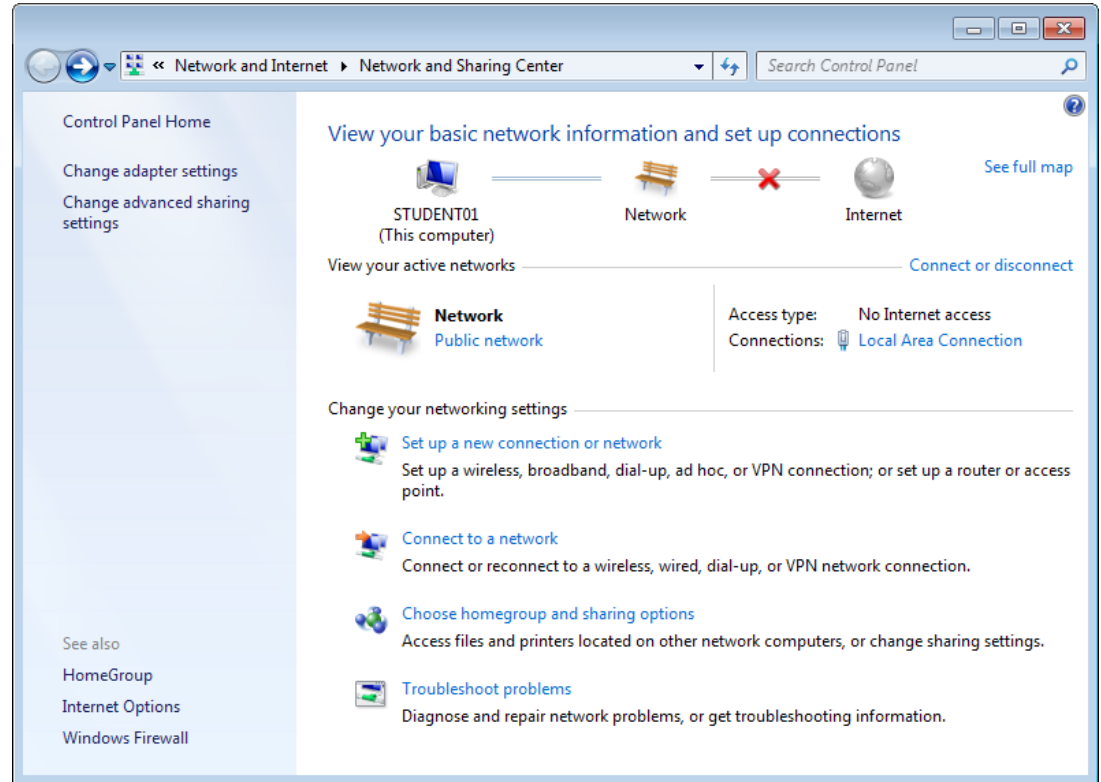 « Network and Internet ▸ Network and Sharing Center
Search Control Panel
Control Panel Home
Change adapter settings
Change advanced sharing
settings
See also
HomeGroup
Internet Options
Windows Firewall
View your basic network information and set up connections
See full map
STUDENT01
(This computer)
Network
Internet
View your active networks
Connect or disconnect
Network
Public network
Access type: No Internet access
Connections: Local Area Connection
Change your networking settings
Set up a new connection or network
Set up a wireless, broadband, dial-up, ad hoc, or VPN connection; or set up a router or access
point.
Connect to a network
Connect or reconnect to a wireless, wired, dial-up, or VPN network connection.
Choose homegroup and sharing options
Access files and printers located on other network computers, or change sharing settings.
Troubleshoot problems
Diagnose and repair network problems, or get troubleshooting information.